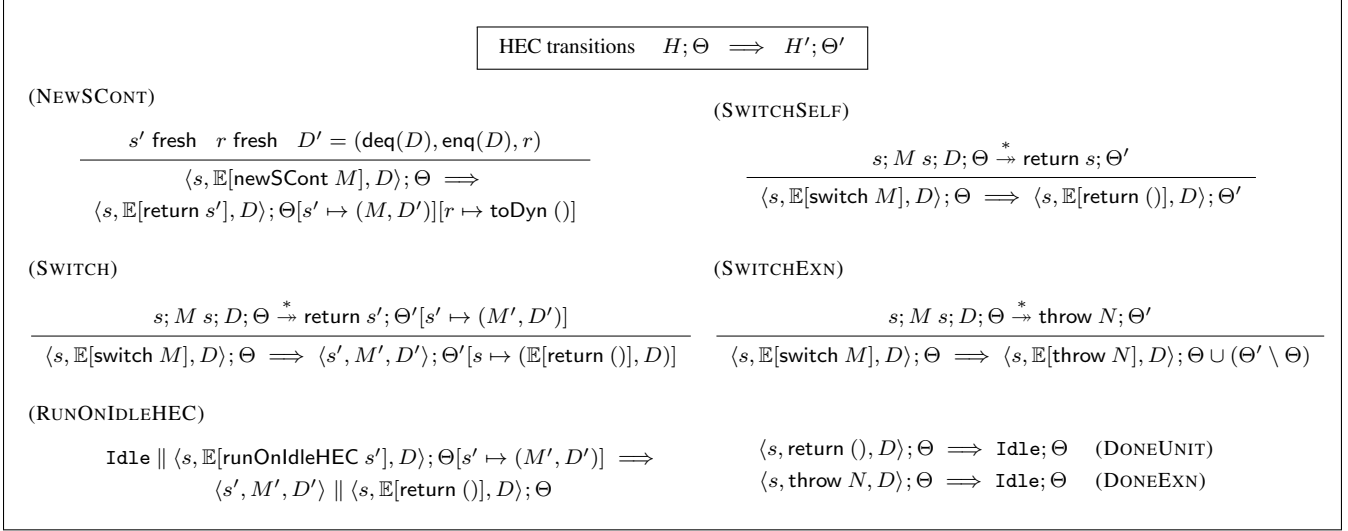 HEC transitions H; Θ ⟹ H′; Θ′
(NEWSCONT)
s′ fresh r fresh D′ = (deq(D), enq(D), r)
⟨s, 𝔼[newSCont M], D⟩; Θ ⟹
⟨s, 𝔼[return s′], D⟩; Θ[s′ ↦ (M, D′)][r ↦ toDyn ()]
(SWITCHSELF)
s; M s; D; Θ ↠* return s; Θ′
⟨s, 𝔼[switch M], D⟩; Θ ⟹ ⟨s, 𝔼[return ()], D⟩; Θ′
(SWITCH)
s; M s; D; Θ ↠* return s′; Θ′[s′ ↦ (M′, D′)]
⟨s, 𝔼[switch M], D⟩; Θ ⟹ ⟨s′, M′, D′⟩; Θ′[s ↦ (𝔼[return ()], D)]
(SWITCHEXN)
s; M s; D; Θ ↠* throw N; Θ′
⟨s, 𝔼[switch M], D⟩; Θ ⟹ ⟨s, 𝔼[throw N], D⟩; Θ ∪ (Θ′ \ Θ)
(RUNONIDLEHEC)
Idle ∥ ⟨s, 𝔼[runOnIdleHEC s′], D⟩; Θ[s′ ↦ (M′, D′)] ⟹
⟨s′, M′, D′⟩ ∥ ⟨s, 𝔼[return ()], D⟩; Θ
⟨s, return (), D⟩; Θ ⟹ Idle; Θ (DONEUNIT)
⟨s, throw N, D⟩; Θ ⟹ Idle; Θ (DONEEXN)